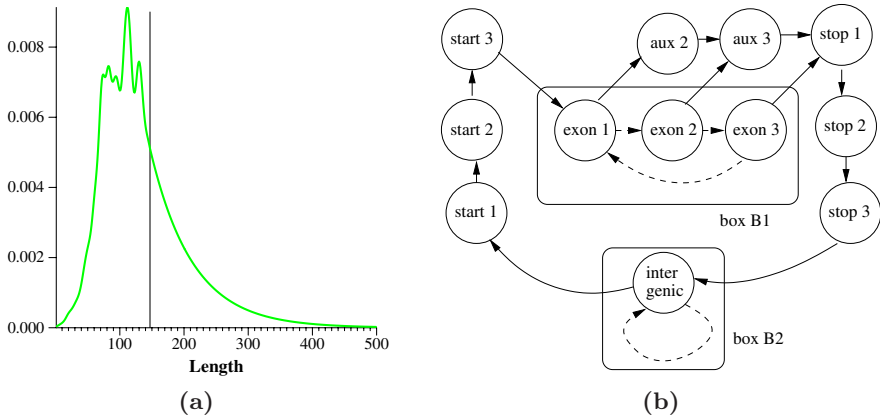 0.008
0.006
0.004
0.002
0.000
100
200
300
400
500
Length
(a)
start 3
aux 2
aux 3
stop 1
start 2
exon 1
exon 2
exon 3
stop 2
start 1
box B1
stop 3
inter
genic
box B2
(b)